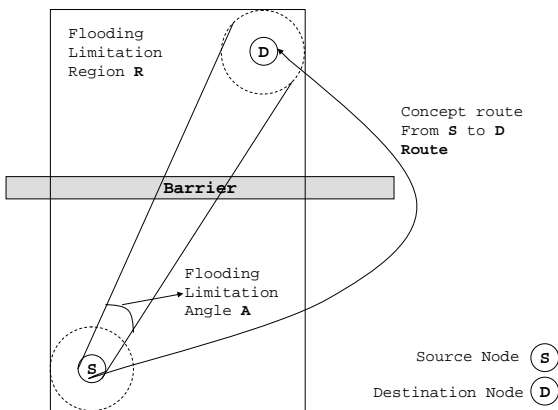 Flooding
Limitation
Region R
D
Concept route
From S to D
Route
Barrier
Flooding
Limitation
Angle A
S
Source Node S
Destination Node D